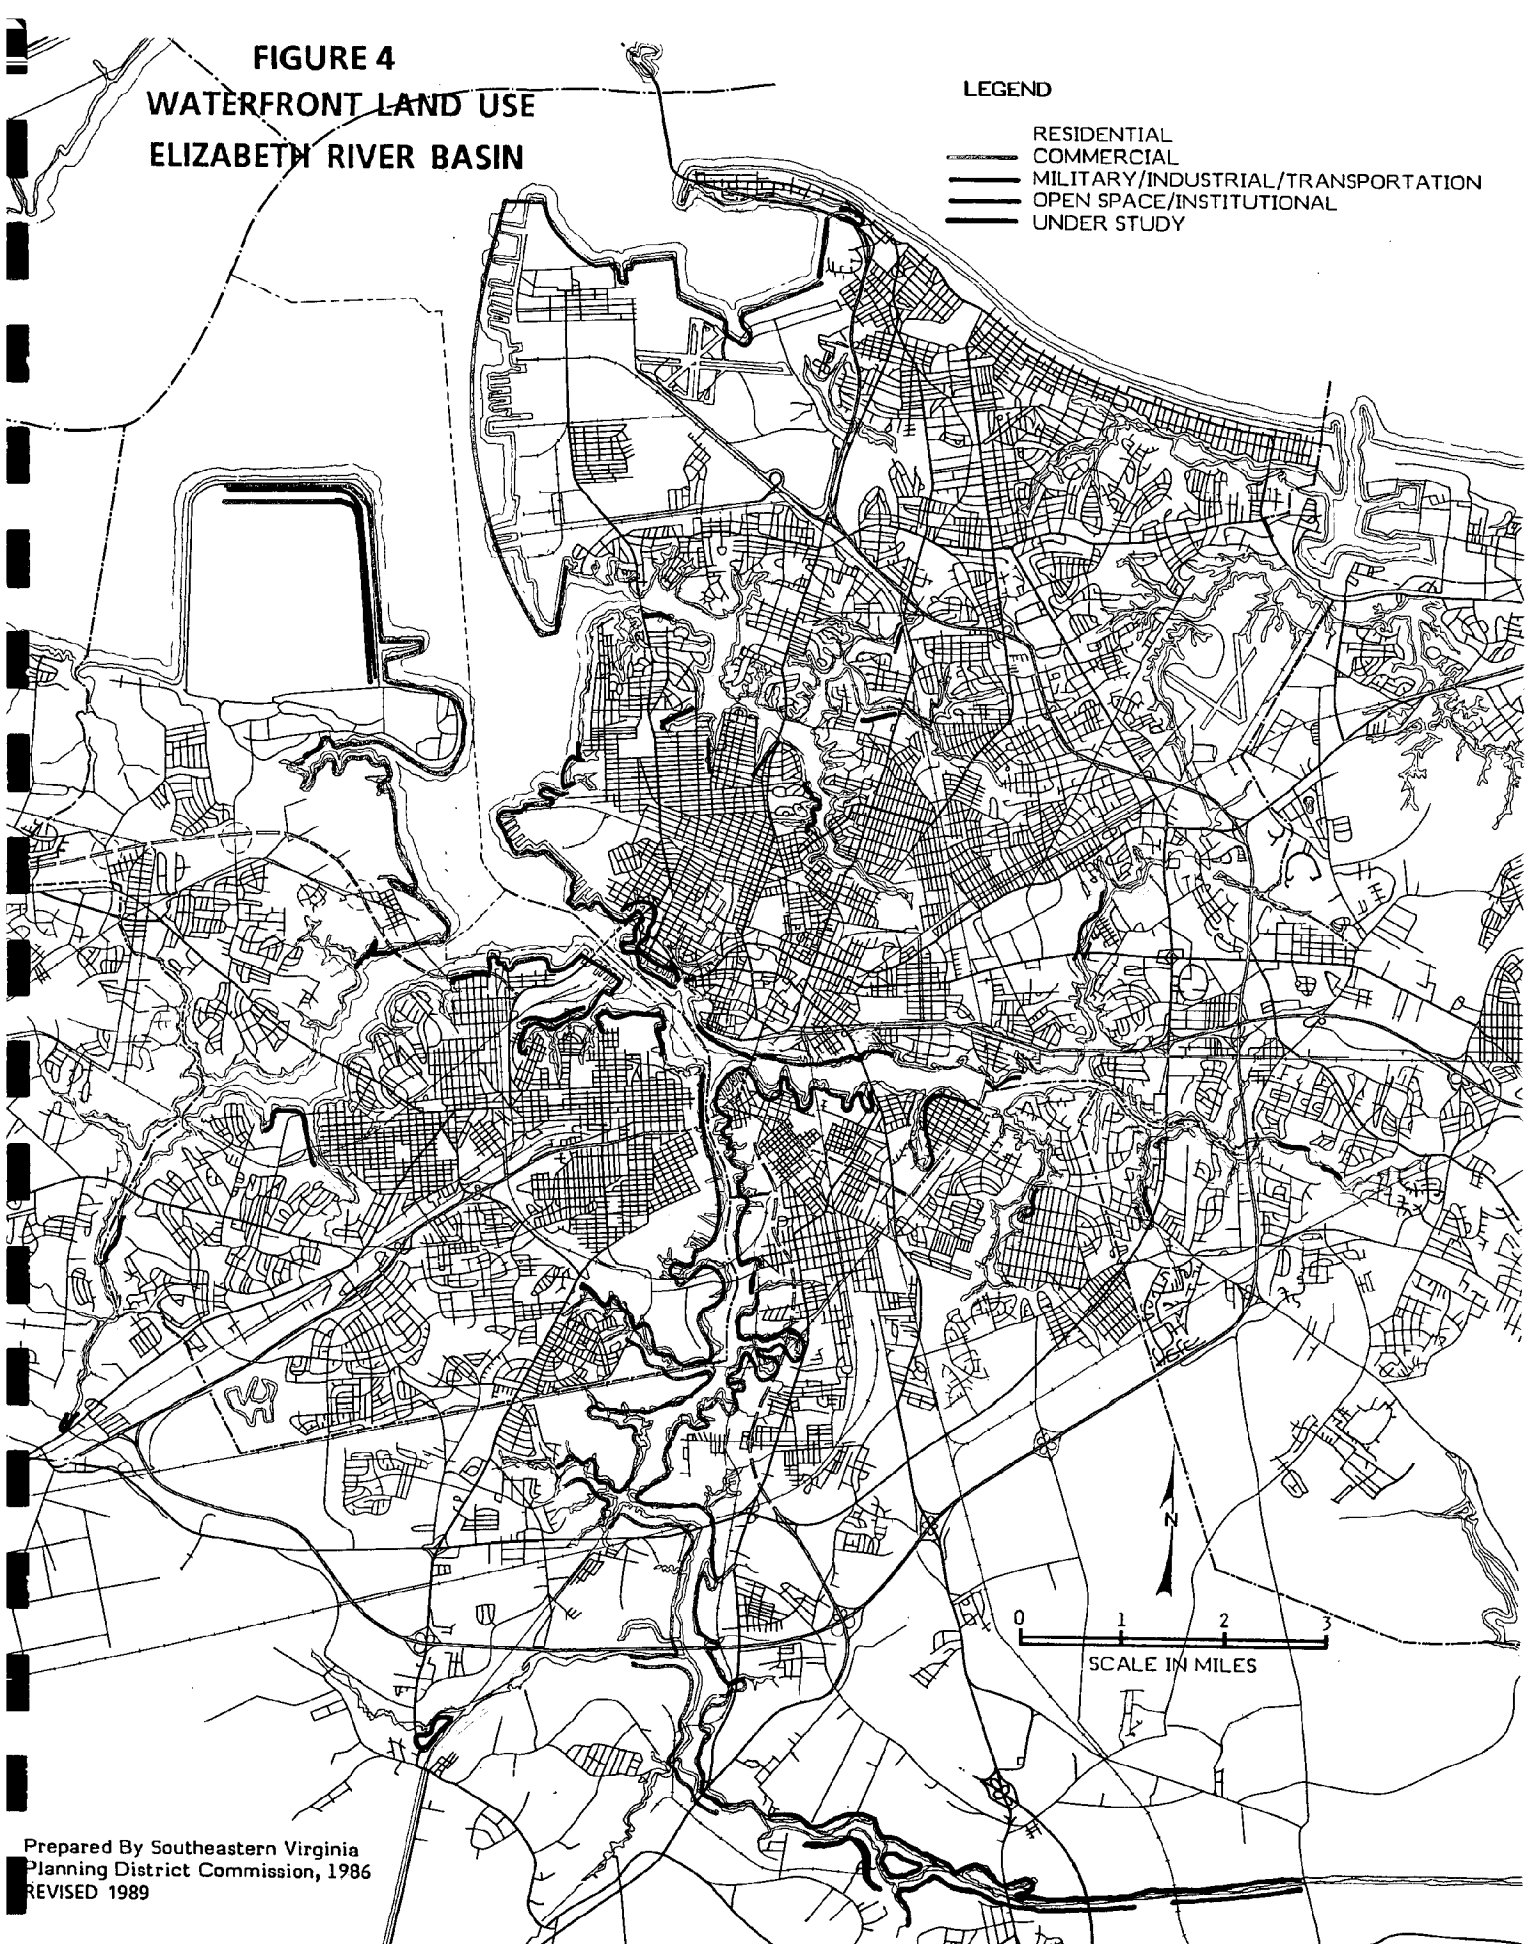 FIGURE 4
WATERFRONT LAND USE
ELIZABETH RIVER BASIN
LEGEND
RESIDENTIAL
COMMERCIAL
MILITARY/INDUSTRIAL/TRANSPORTATION
OPEN SPACE/INSTITUTIONAL
UNDER STUDY
N
0 1 2 3
SCALE IN MILES
Prepared By Southeastern Virginia
Planning District Commission, 1986
REVISED 1989